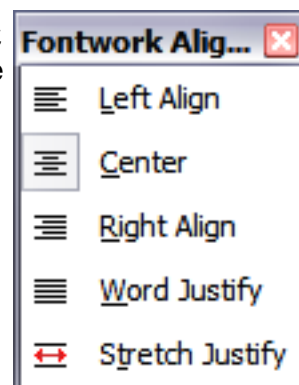 Fontwork Alig...
Left Align
Center
Right Align
Word Justify
Stretch Justify